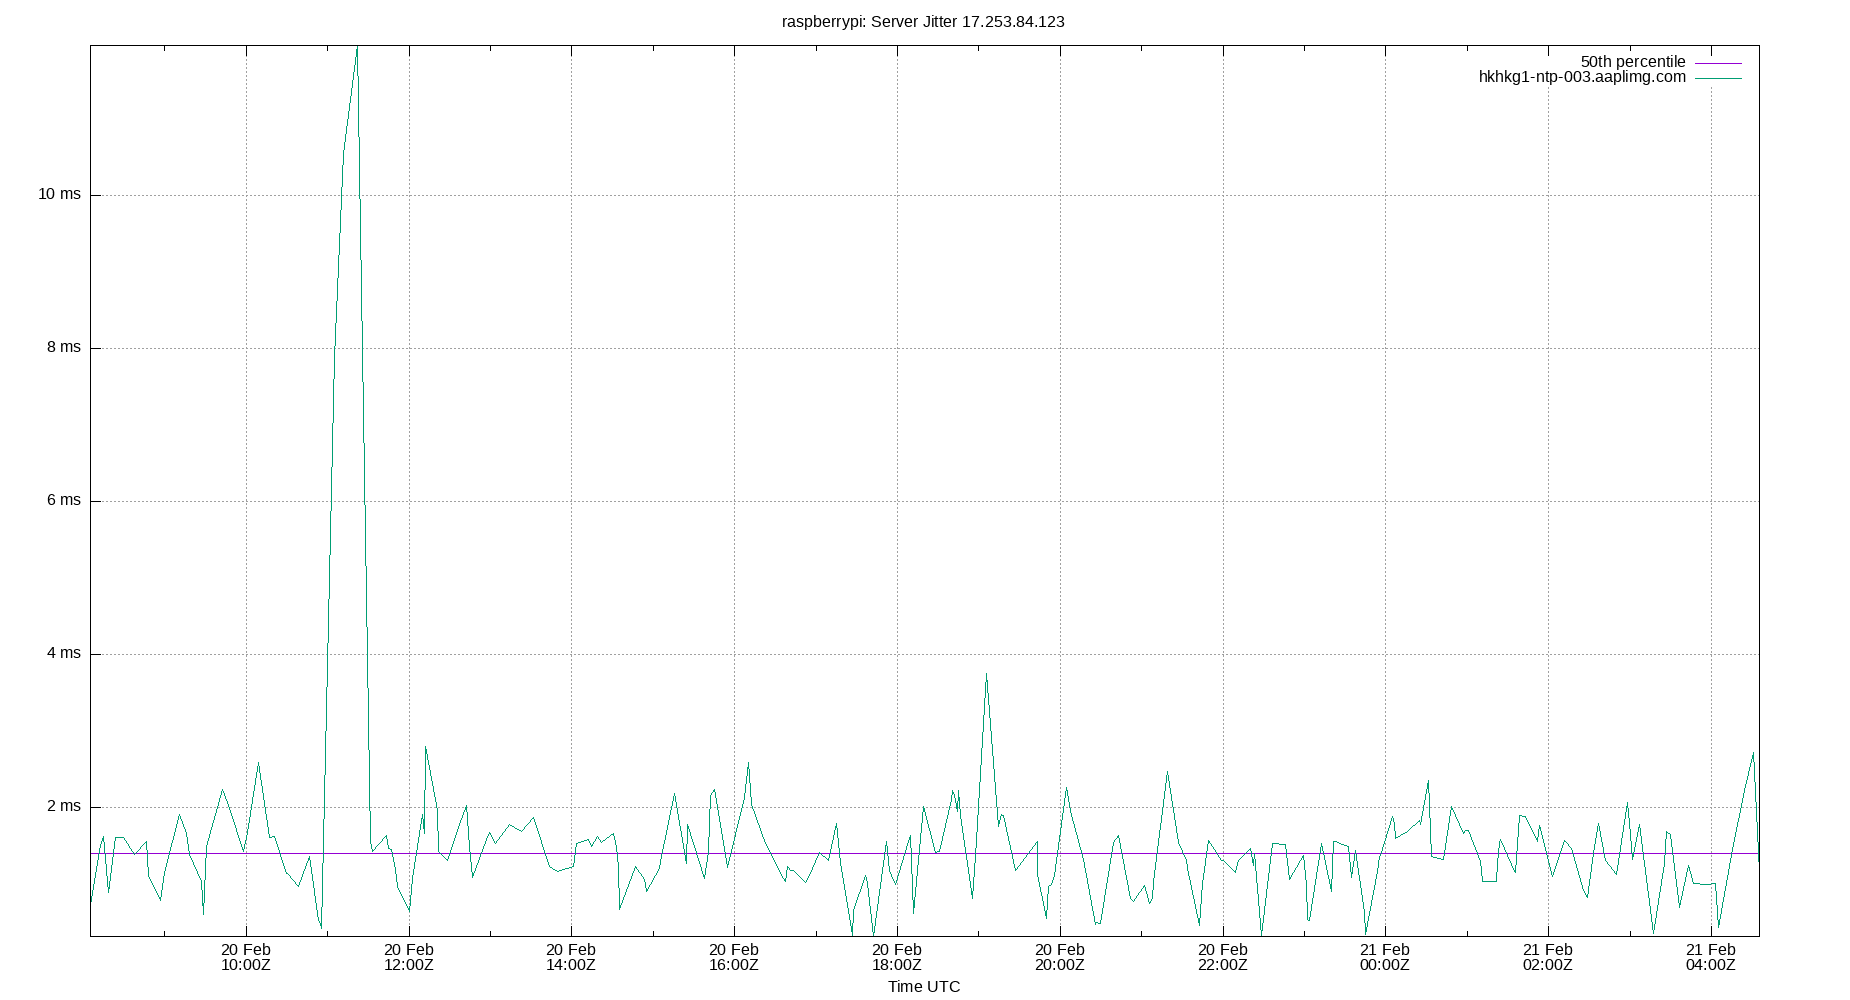 raspberrypi: Server Jitter 17.253.84.123
50th percentile
hkhkg1-ntp-003.aaplimg.com
10 ms
8 ms
6 ms
4 ms
2 ms
20 Feb 20 Feb 20 Feb 20 Feb 20 Feb 20 Feb 20 Feb 21 Feb 21 Feb 21 Feb
10:00Z 12:00Z 14:00Z 16:00Z 18:00Z 20:00Z 22:00Z 00:00Z 02:00Z 04:00Z
Time UTC